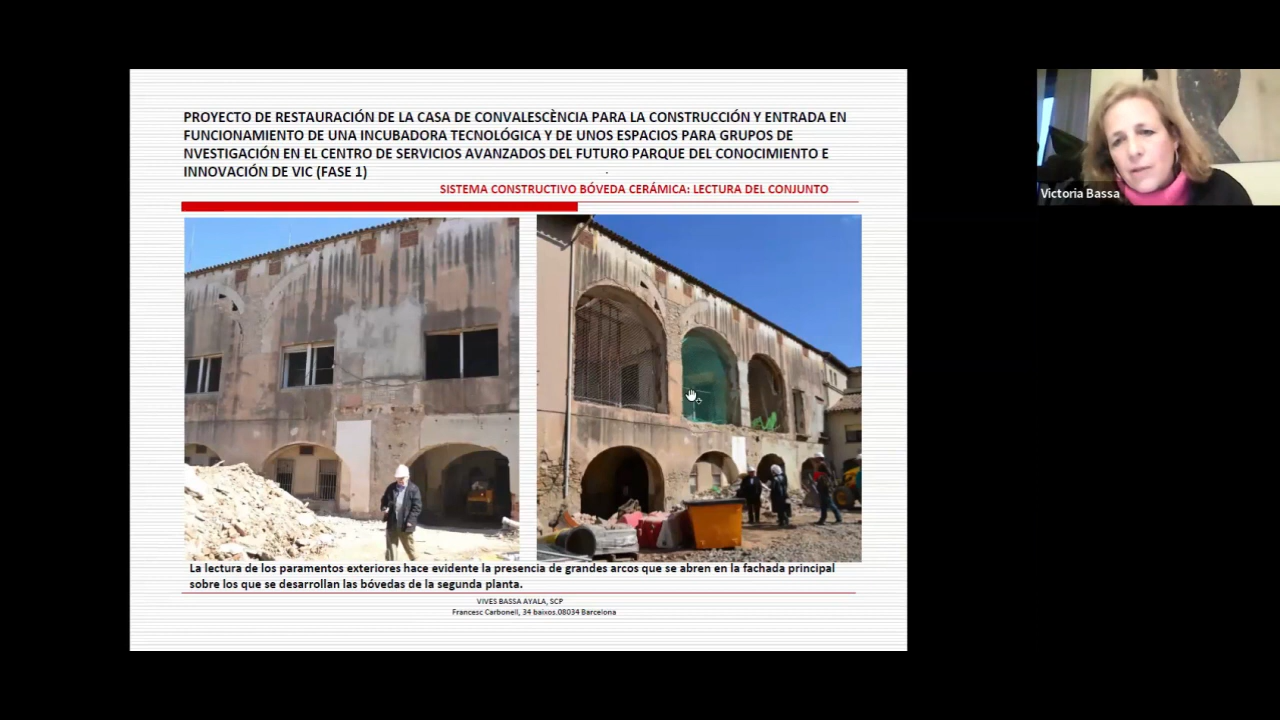 PROYECTO DE RESTAURACIÓN DE LA CASA DE CONVALESCÈNCIA PARA LA CONSTRUCCIÓN Y ENTRADA EN
FUNCIONAMIENTO DE UNA INCUBADORA TECNOLÓGICA Y DE UNOS ESPACIOS PARA GRUPOS DE
NVESTIGACIÓN EN EL CENTRO DE SERVICIOS AVANZADOS DEL FUTURO PARQUE DEL CONOCIMIENTO E
INNOVACIÓN DE VIC (FASE 1)
SISTEMA CONSTRUCTIVO BÓVEDA CERÁMICA: LECTURA DEL CONJUNTO
La lectura de los paramentos exteriores hace evidente la presencia de grandes arcos que se abren en la fachada principal
sobre los que se desarrollan las bóvedas de la segunda planta.
VIVES BASSA AYALA, SCP
Francesc Carbonell, 34 baixos.08034 Barcelona
Victoria Bassa